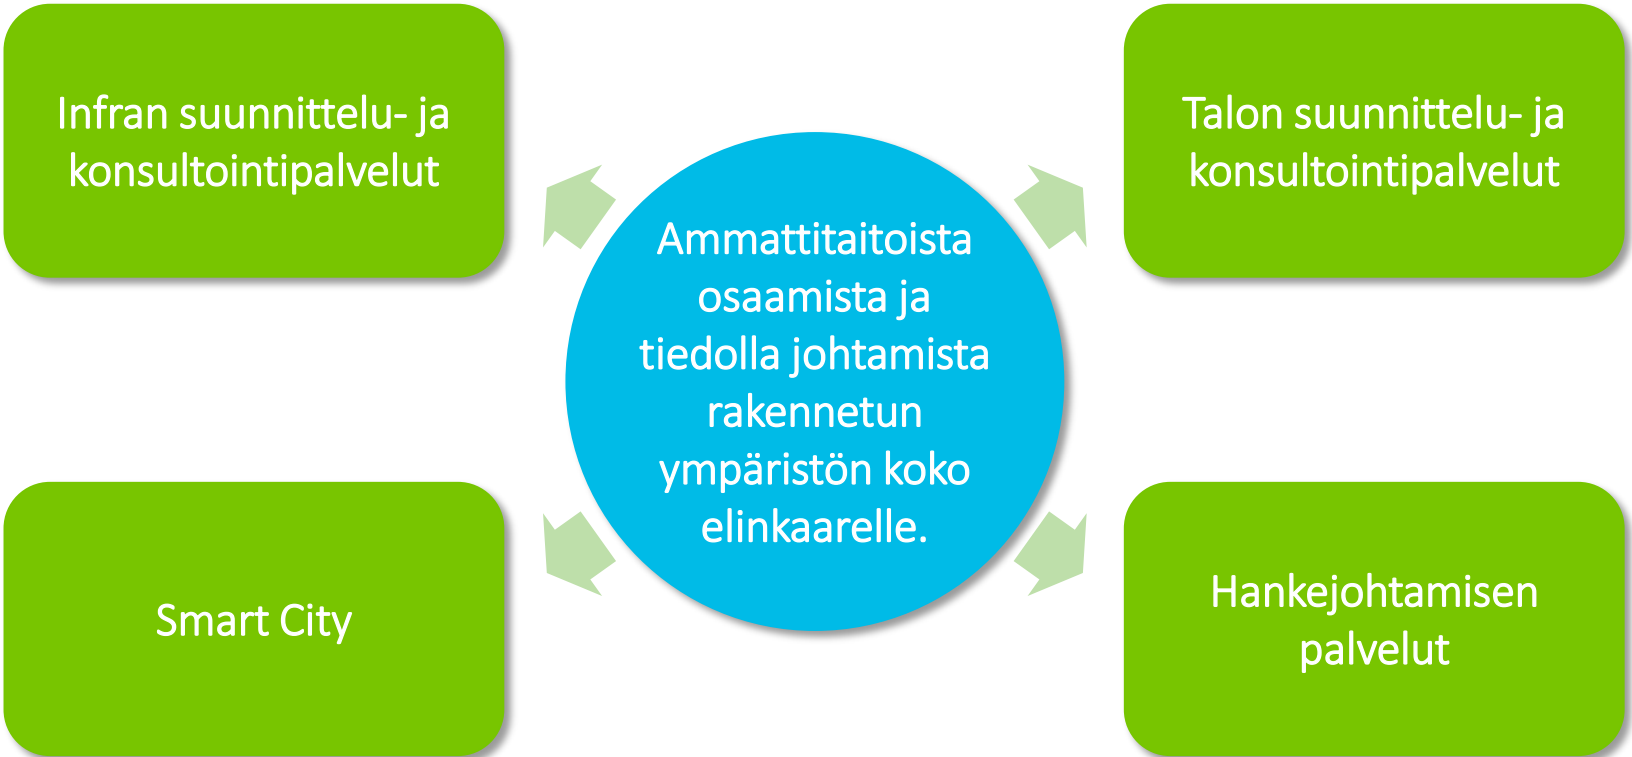 Infran suunnittelu- ja
konsultointipalvelut
Talon suunnittelu- ja
konsultointipalvelut
Ammattitaitoista
osaamista ja
tiedolla johtamista
rakennetun
ympäristön koko
elinkaarelle.
Smart City
Hankejohtamisen
palvelut